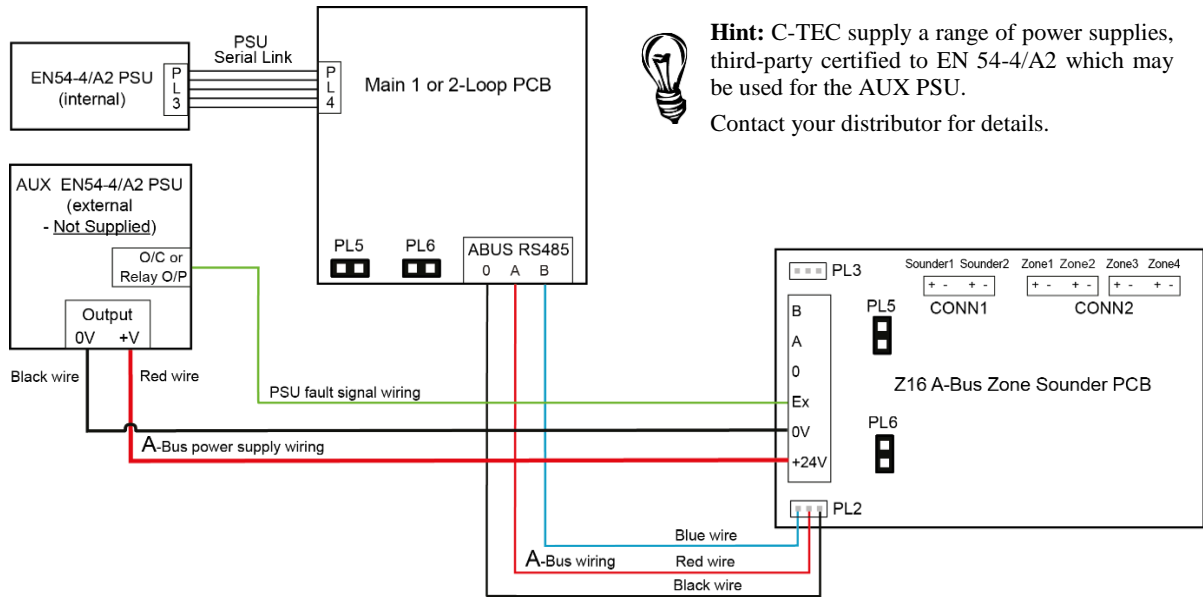 PSU
Serial Link
EN54-4/A2 PSU
(internal)
P
L
3
P
L
4
Main 1 or 2-Loop PCB
Hint: C-TEC supply a range of power supplies,
third-party certified to EN 54-4/A2 which may
be used for the AUX PSU.
Contact your distributor for details.
AUX EN54-4/A2 PSU
(external
- Not Supplied)
O/C or
Relay O/P
Output
0V +V
PL5 PL6
ABUS RS485
0 A B
Black wire
Red wire
PSU fault signal wiring
A-Bus power supply wiring
PL3
Sounder1 Sounder2 Zone1 Zone2 Zone3 Zone4
+ - + - + - + - + - + -
CONN1 CONN2
B
A
0
Ex
0V
+24V
PL5
Z16 A-Bus Zone Sounder PCB
PL6
PL2
Blue wire
A-Bus wiring
Red wire
Black wire